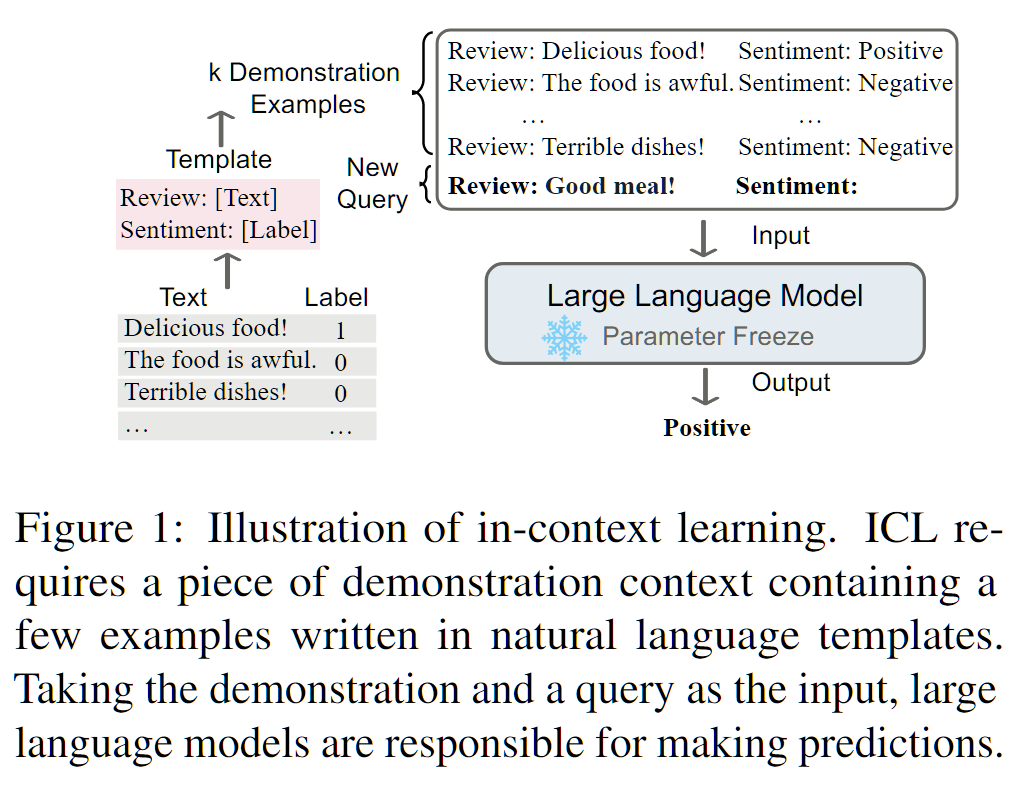 k Demonstration
Examples
Review: Delicious food! Sentiment: Positive
Review: The food is awful. Sentiment: Negative
... ...
Review: Terrible dishes! Sentiment: Negative
New
Query
Review: Good meal! Sentiment:
Template
Review: [Text]
Sentiment: [Label]
Text Label
Delicious food! 1
The food is awful. 0
Terrible dishes! 0
... ...
Input
Large Language Model
Parameter Freeze
Output
Positive
Figure 1: Illustration of in-context learning. ICL re-
quires a piece of demonstration context containing a
few examples written in natural language templates.
Taking the demonstration and a query as the input, large
language models are responsible for making predictions.